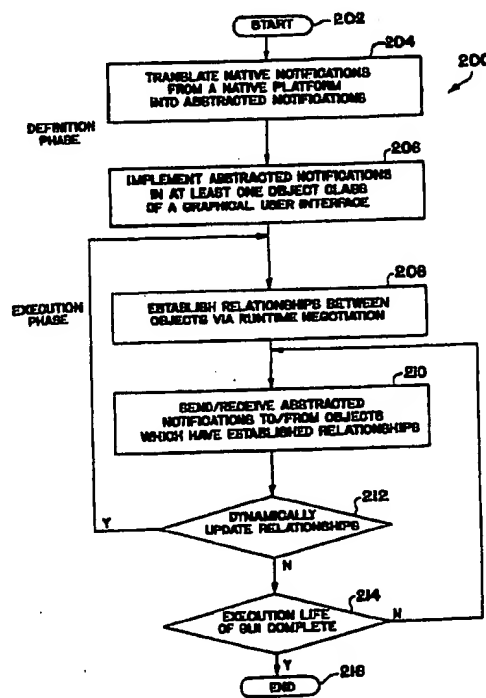 START
202
204
200
TRANSLATE NATIVE NOTIFICATIONS
FROM A NATIVE PLATFORM
INTO ABSTRACTED NOTIFICATIONS
DEFINITION
PHASE
206
IMPLEMENT ABSTRACTED NOTIFICATIONS
IN AT LEAST ONE OBJECT CLASS
OF A GRAPHICAL USER INTERFACE
EXECUTION
PHASE
208
ESTABLISH RELATIONSHIPS BETWEEN
OBJECTS VIA RUNTIME NEGOTIATION
210
SEND/RECEIVE ABSTRACTED
NOTIFICATIONS TO/FROM OBJECTS
WHICH HAVE ESTABLISHED RELATIONSHIPS
212
DYNAMICALLY
UPDATE RELATIONSHIPS
Y
N
214
EXECUTION LIFE
OF GUI COMPLETE
N
Y
END
216